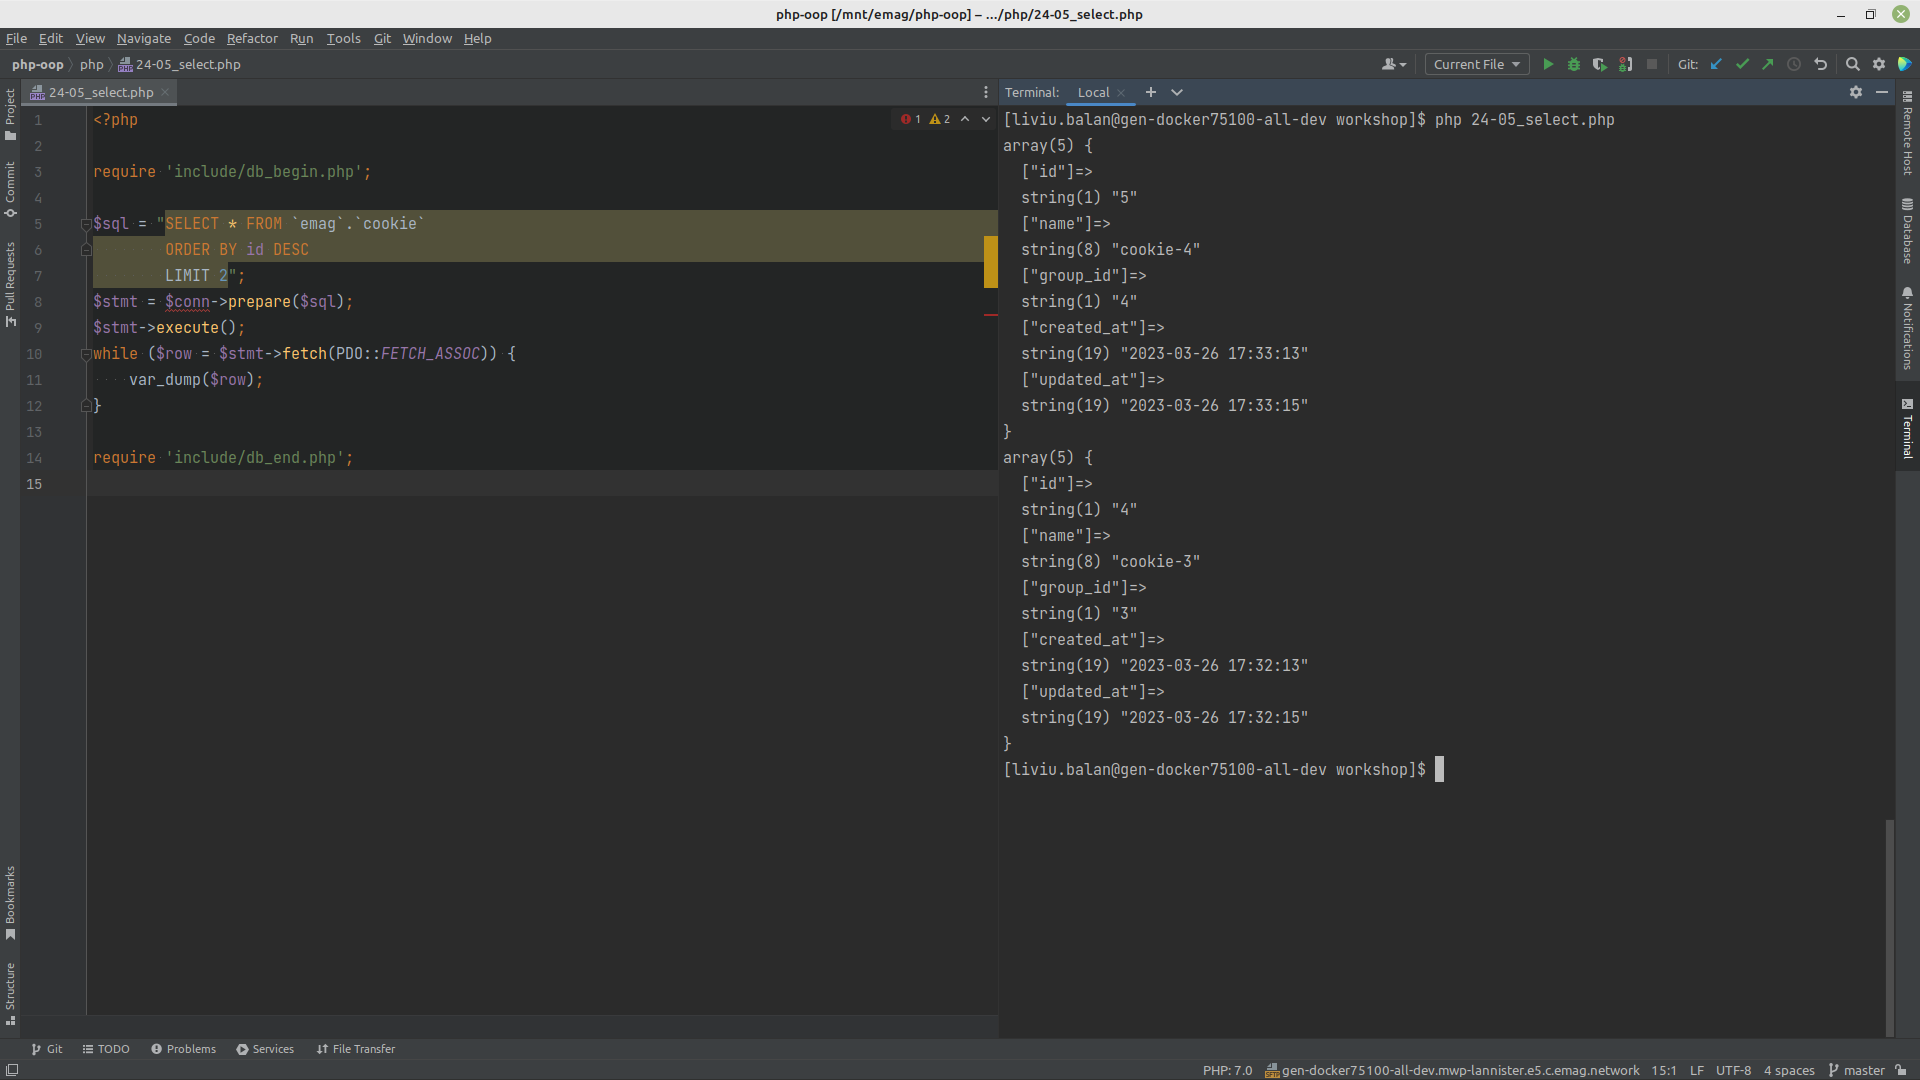 php-oop [/mnt/emag/php-oop] – .../php/24-05_select.php
File Edit View Navigate Code Refactor Run Tools Git Window Help
php-oop php 24-05_select.php
Current File Git:
Project
Commit
Pull Requests
Bookmarks
Structure
24-05_select.php
1 2
1 <?php
2
3 require 'include/db_begin.php';
4
5 $sql = "SELECT * FROM `emag`.`cookie`
6 ORDER BY id DESC
7 LIMIT 2";
8 $stmt = $conn->prepare($sql);
9 $stmt->execute();
10 while ($row = $stmt->fetch(PDO::FETCH_ASSOC)) {
11 var_dump($row);
12 }
13
14 require 'include/db_end.php';
15
Terminal: Local
[liviu.balan@gen-docker75100-all-dev workshop]$ php 24-05_select.php
array(5) {
["id"]=>
string(1) "5"
["name"]=>
string(8) "cookie-4"
["group_id"]=>
string(1) "4"
["created_at"]=>
string(19) "2023-03-26 17:33:13"
["updated_at"]=>
string(19) "2023-03-26 17:33:15"
}
array(5) {
["id"]=>
string(1) "4"
["name"]=>
string(8) "cookie-3"
["group_id"]=>
string(1) "3"
["created_at"]=>
string(19) "2023-03-26 17:32:13"
["updated_at"]=>
string(19) "2023-03-26 17:32:15"
}
[liviu.balan@gen-docker75100-all-dev workshop]$
Remote Host
Database
Notifications
Terminal
Git TODO Problems Services File Transfer
PHP: 7.0 gen-docker75100-all-dev.mwp-lannister.e5.c.emag.network 15:1 LF UTF-8 4 spaces master